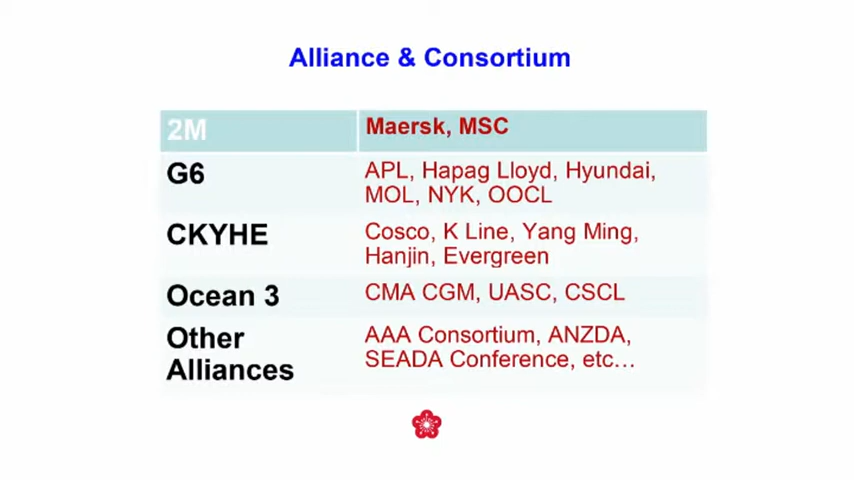 Alliance & Consortium
2M
Maersk, MSC
G6
APL, Hapag Lloyd, Hyundai,
MOL, NYK, OOCL
CKYHE
Cosco, K Line, Yang Ming,
Hanjin, Evergreen
Ocean 3
CMA CGM, UASC, CSCL
Other
Alliances
AAA Consortium, ANZDA,
SEADA Conference, etc…